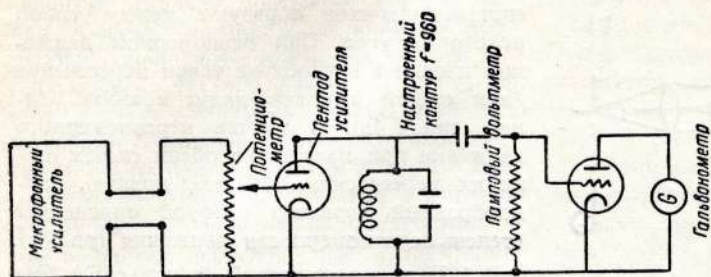 Микрофонный
усилитель
Потенцио-
метр
Пентод
усилителя
Настроенный
контур f=960
Ламповый вольтметр
G
Гальванометр